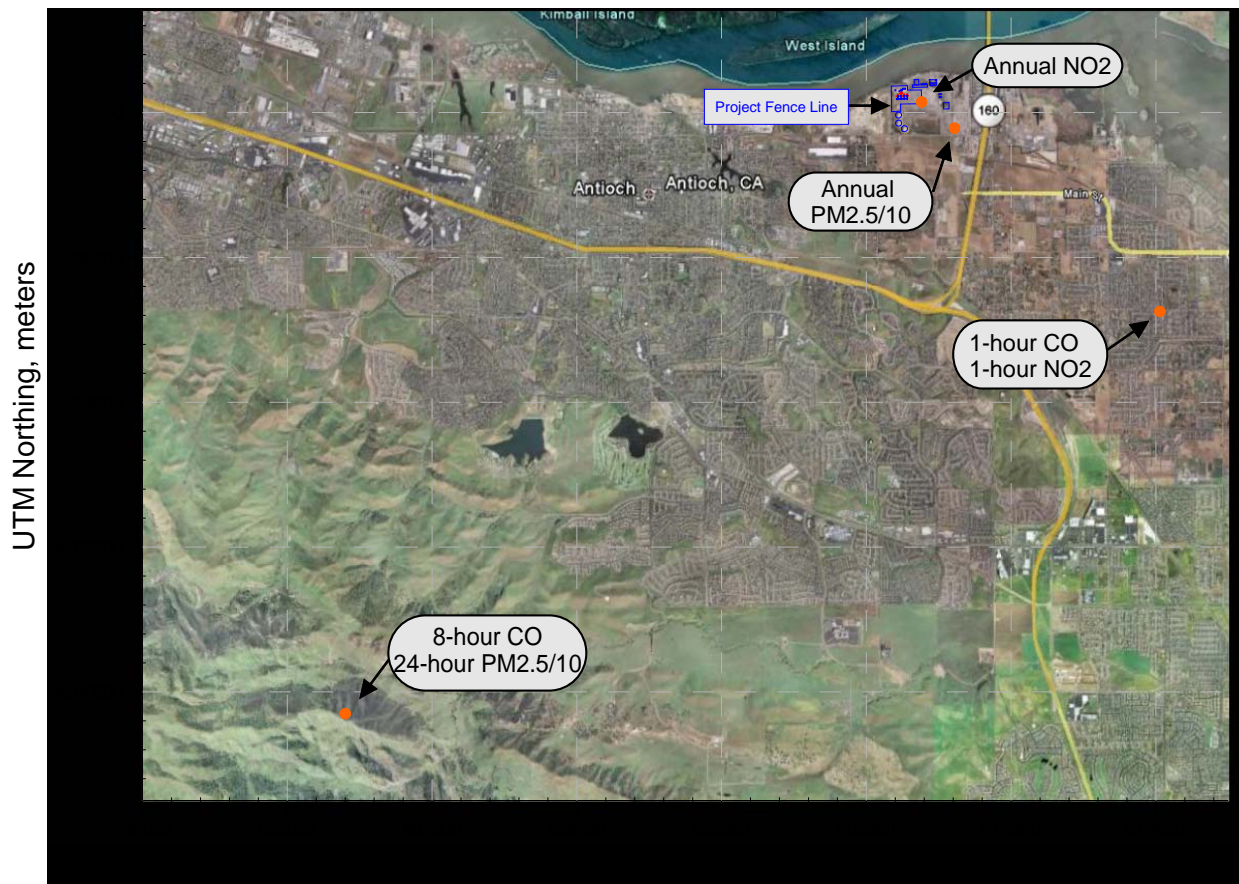 Kimball Island
West Island
Annual NO2
Project Fence Line
160
Annual
PM2.5/10
Antioch
Antioch, CA
Main St
1-hour CO
1-hour NO2
UTM Northing, meters
8-hour CO
24-hour PM2.5/10